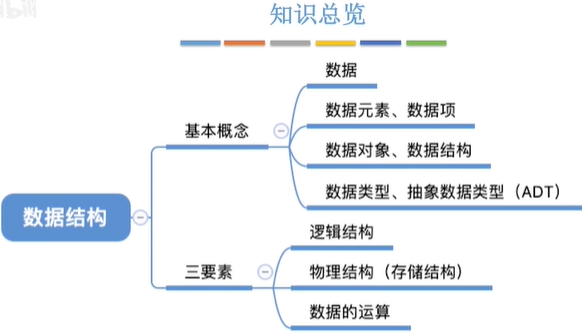 知识总览
基本概念
数据
数据元素、数据项
数据对象、数据结构
数据类型、抽象数据类型（ADT）
数据结构
三要素
逻辑结构
物理结构（存储结构）
数据的运算